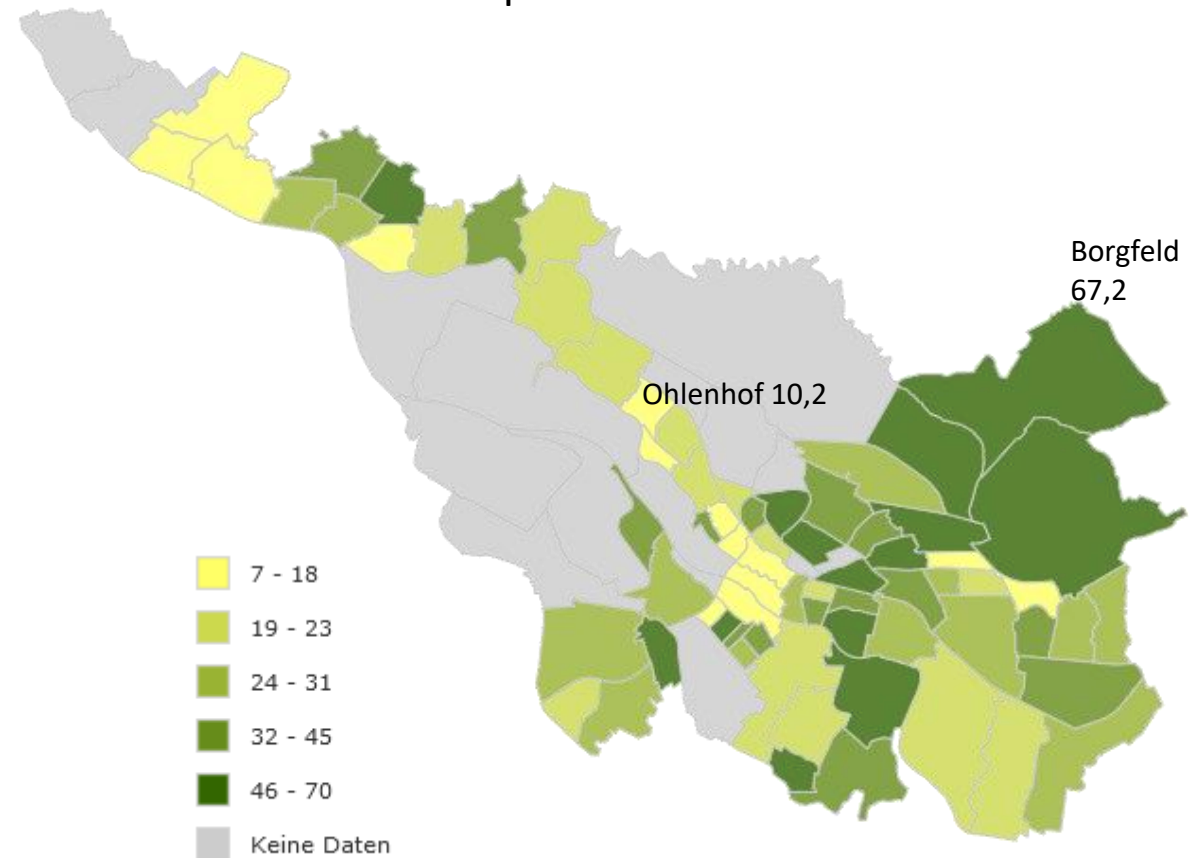 Borgfeld
67,2
Ohlenhof 10,2
7 - 18
19 - 23
24 - 31
32 - 45
46 - 70
Keine Daten